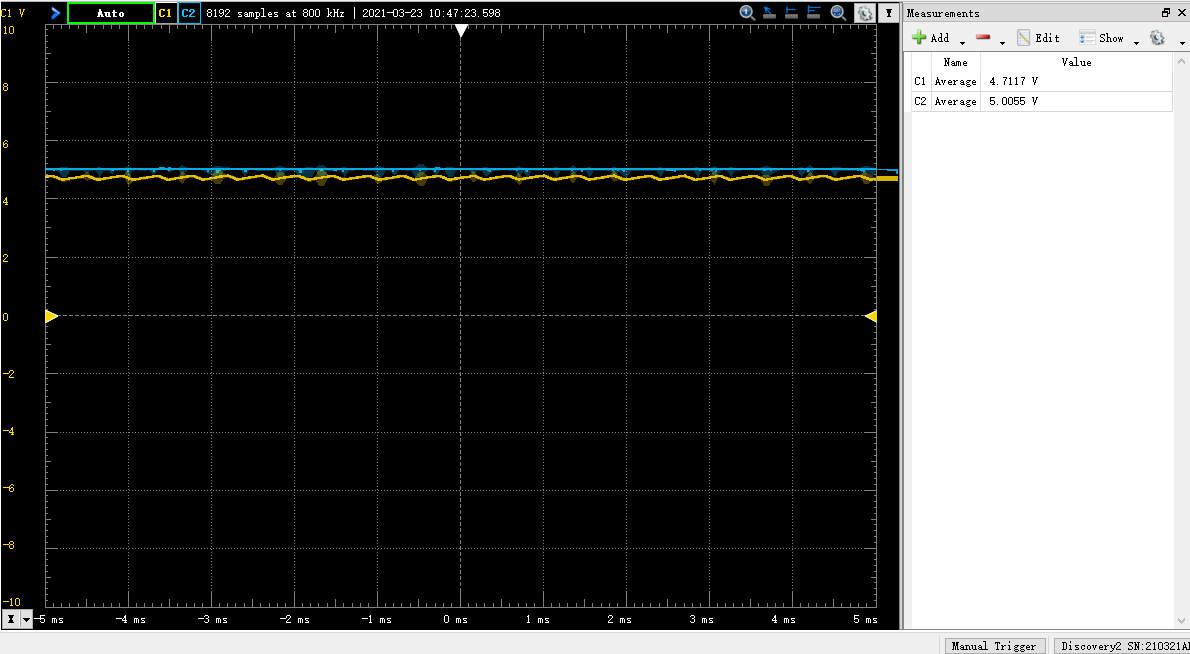 C1 V Auto C1 C2 8192 samples at 800 kHz | 2021-03-23 10:47:23.598
10
8
6
4
2
0
-2
-4
-6
-8
-10
X -5 ms -4 ms -3 ms -2 ms -1 ms 0 ms 1 ms 2 ms 3 ms 4 ms 5 ms
Measurements
Add Edit Show
Name Value
C1 Average 4.7117 V
C2 Average 5.0055 V
Manual Trigger Discovery2 SN:210321A